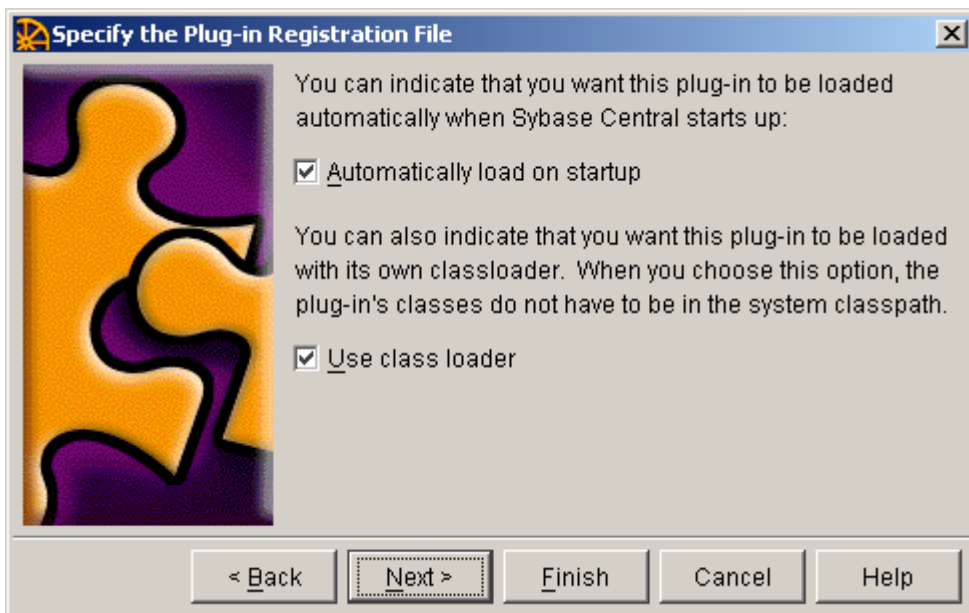 Specify the Plug-in Registration File
You can indicate that you want this plug-in to be loaded
automatically when Sybase Central starts up:
Automatically load on startup
You can also indicate that you want this plug-in to be loaded
with its own classloader. When you choose this option, the
plug-in's classes do not have to be in the system classpath.
Use class loader
< Back Next > Finish Cancel Help